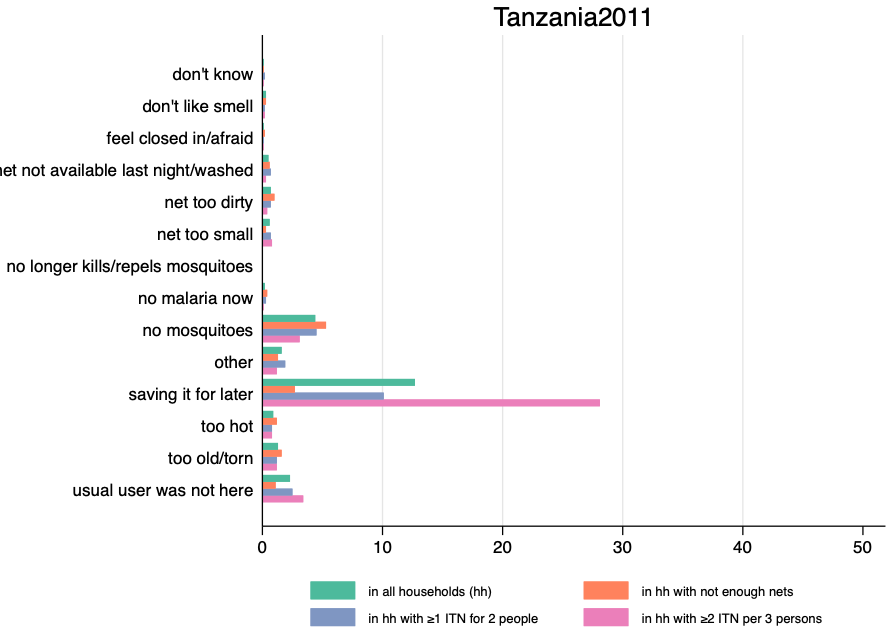 Tanzania2011
don't know
don't like smell
feel closed in/afraid
net not available last night/washed
net too dirty
net too small
no longer kills/repels mosquitoes
no malaria now
no mosquitoes
other
saving it for later
too hot
too old/torn
usual user was not here
0 10 20 30 40 50
in all households (hh) in hh with not enough nets
in hh with ≥1 ITN for 2 people in hh with ≥2 ITN per 3 persons